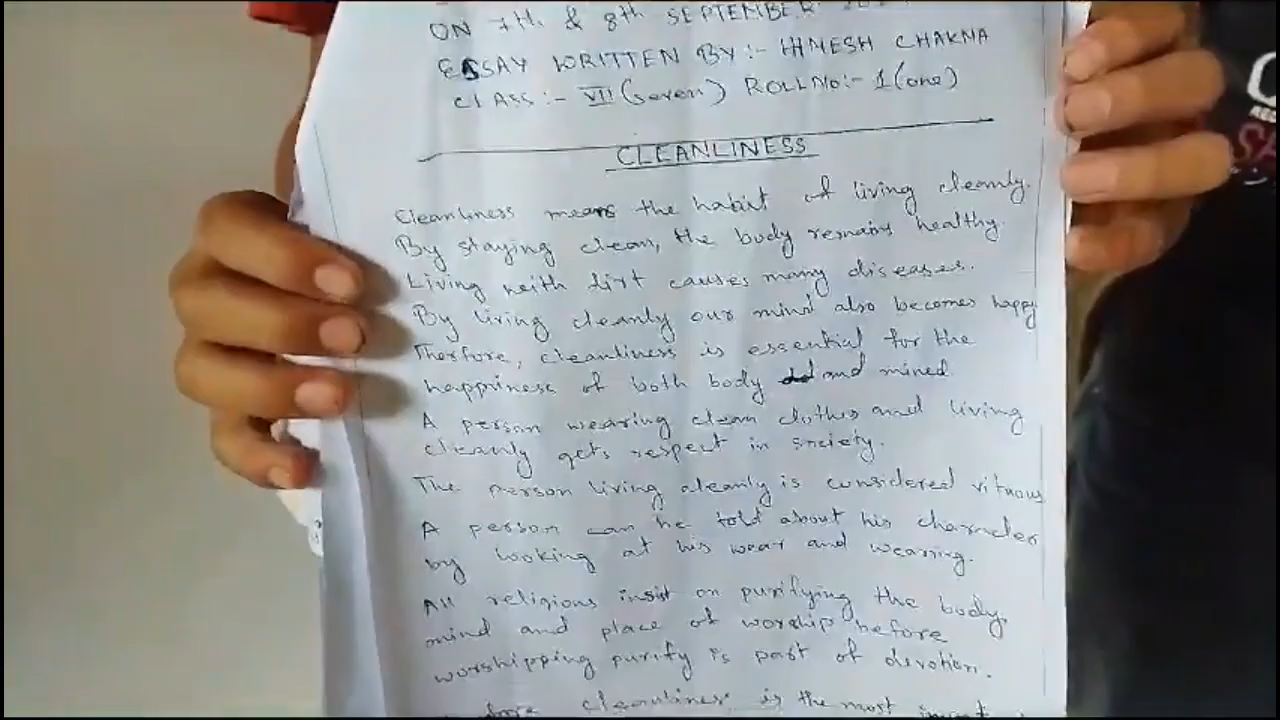 ON 7th & 8th SEPTEMBER
ESSAY WRITTEN BY:- HIMESH CHAKMA
CLASS:- VII (seven) ROLL No:- 1 (one)
CLEANLINESS
Cleanliness means the habit of living cleanly.
By staying clean, the body remains healthy.
Living with dirt causes many diseases.
By living cleanly our mind also becomes happy
Therfore, cleanliness is essential for the
happiness of both body and mined
A person wearing clean clothes and living
cleanly gets respect in society.
The person living cleanly is considered vituous
A person can be told about his character
by looking at his wear and wearing.
All religions insist on purifying the body,
mind and place of worship before
worshipping purify is part of devotion.
cleanliness is the most